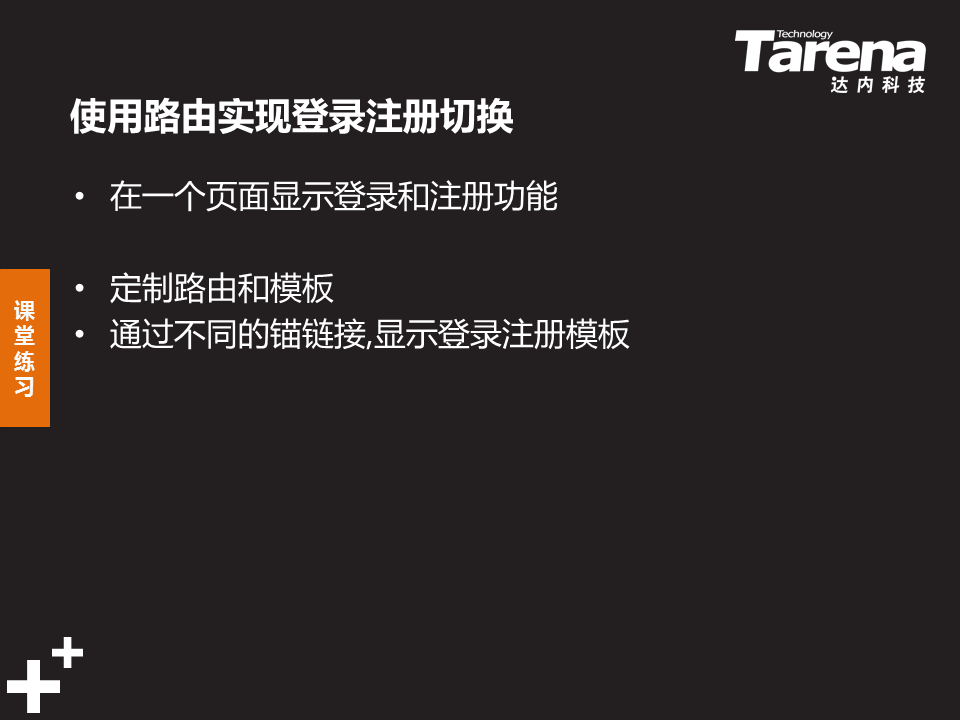 Technology
Tarena
达内科技
使用路由实现登录注册切换
• 在一个页面显示登录和注册功能
• 定制路由和模板
• 通过不同的锚链接,显示登录注册模板
课
堂
练
习